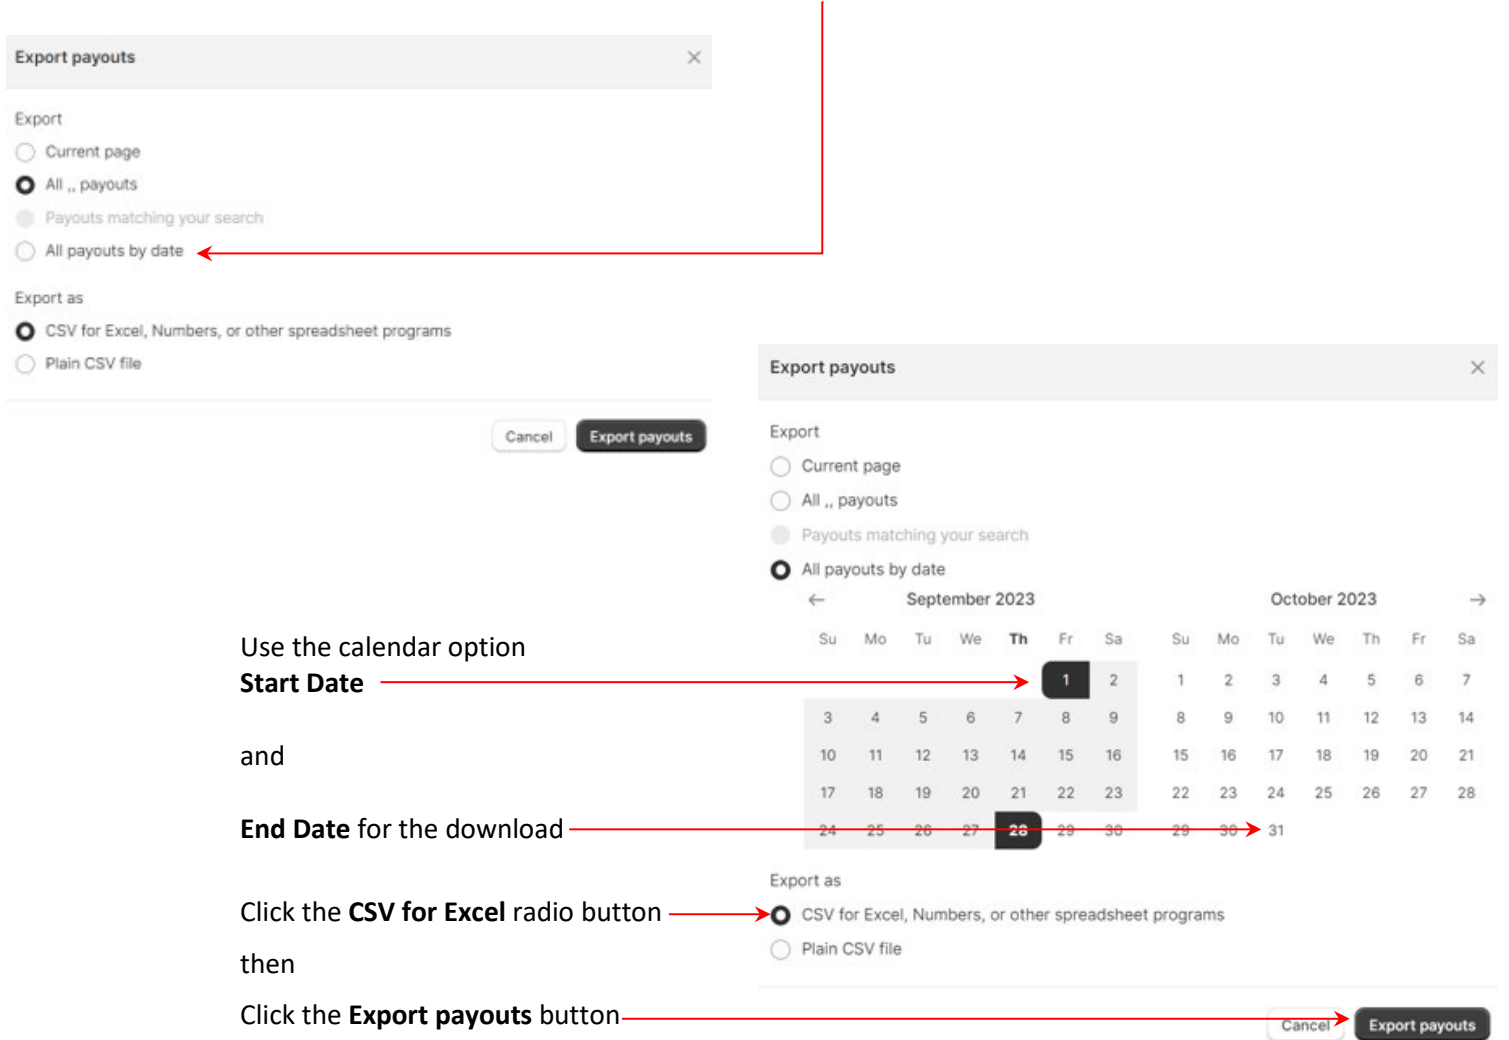 Export payouts
Export
Current page
All ,, payouts
Payouts matching your search
All payouts by date
Export as
CSV for Excel, Numbers, or other spreadsheet programs
Plain CSV file
Cancel Export payouts
Use the calendar option
Start Date
and
End Date for the download
Click the CSV for Excel radio button
then
Click the Export payouts button
Export payouts
Export
Current page
All ,, payouts
Payouts matching your search
All payouts by date
September 2023 October 2023
Su Mo Tu We Th Fr Sa Su Mo Tu We Th Fr Sa
1 2 1 2 3 4 5 6 7
3 4 5 6 7 8 9 8 9 10 11 12 13 14
10 11 12 13 14 15 16 15 16 17 18 19 20 21
17 18 19 20 21 22 23 22 23 24 25 26 27 28
24 25 26 27 28 29 30 29 30 31
Export as
CSV for Excel, Numbers, or other spreadsheet programs
Plain CSV file
Cancel Export payouts